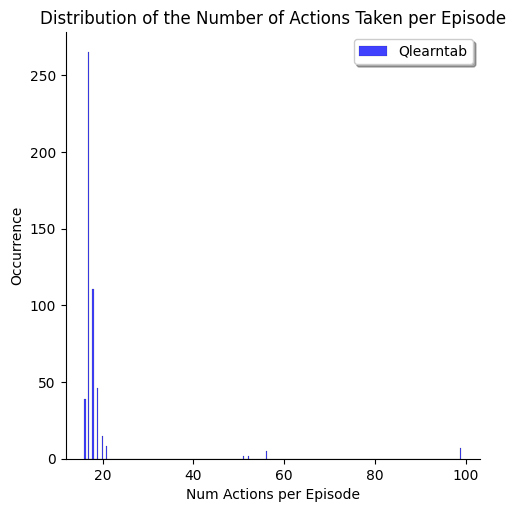 Distribution of the Number of Actions Taken per Episode
Qlearntab
250
200
150
100
50
0
Occurrence
20
40
60
80
100
Num Actions per Episode